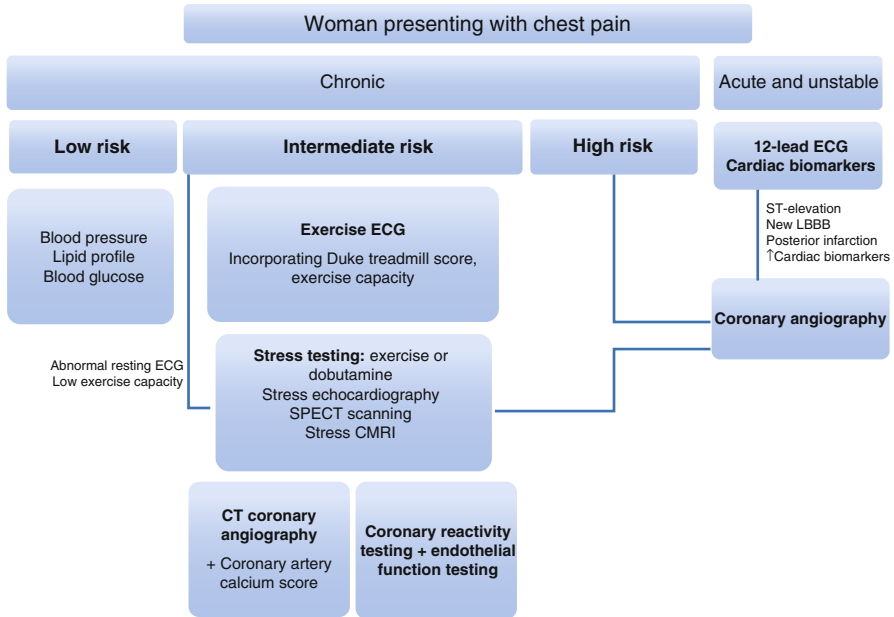 Woman presenting with chest pain
Chronic
Acute and unstable
Low risk
Intermediate risk
High risk
12-lead ECG
Cardiac biomarkers
Blood pressure
Lipid profile
Blood glucose
Exercise ECG
Incorporating Duke treadmill score,
exercise capacity
ST-elevation
New LBBB
Posterior infarction
↑Cardiac biomarkers
Coronary angiography
Abnormal resting ECG
Low exercise capacity
Stress testing: exercise or
dobutamine
Stress echocardiography
SPECT scanning
Stress CMRI
CT coronary
angiography
+ Coronary artery
calcium score
Coronary reactivity
testing + endothelial
function testing